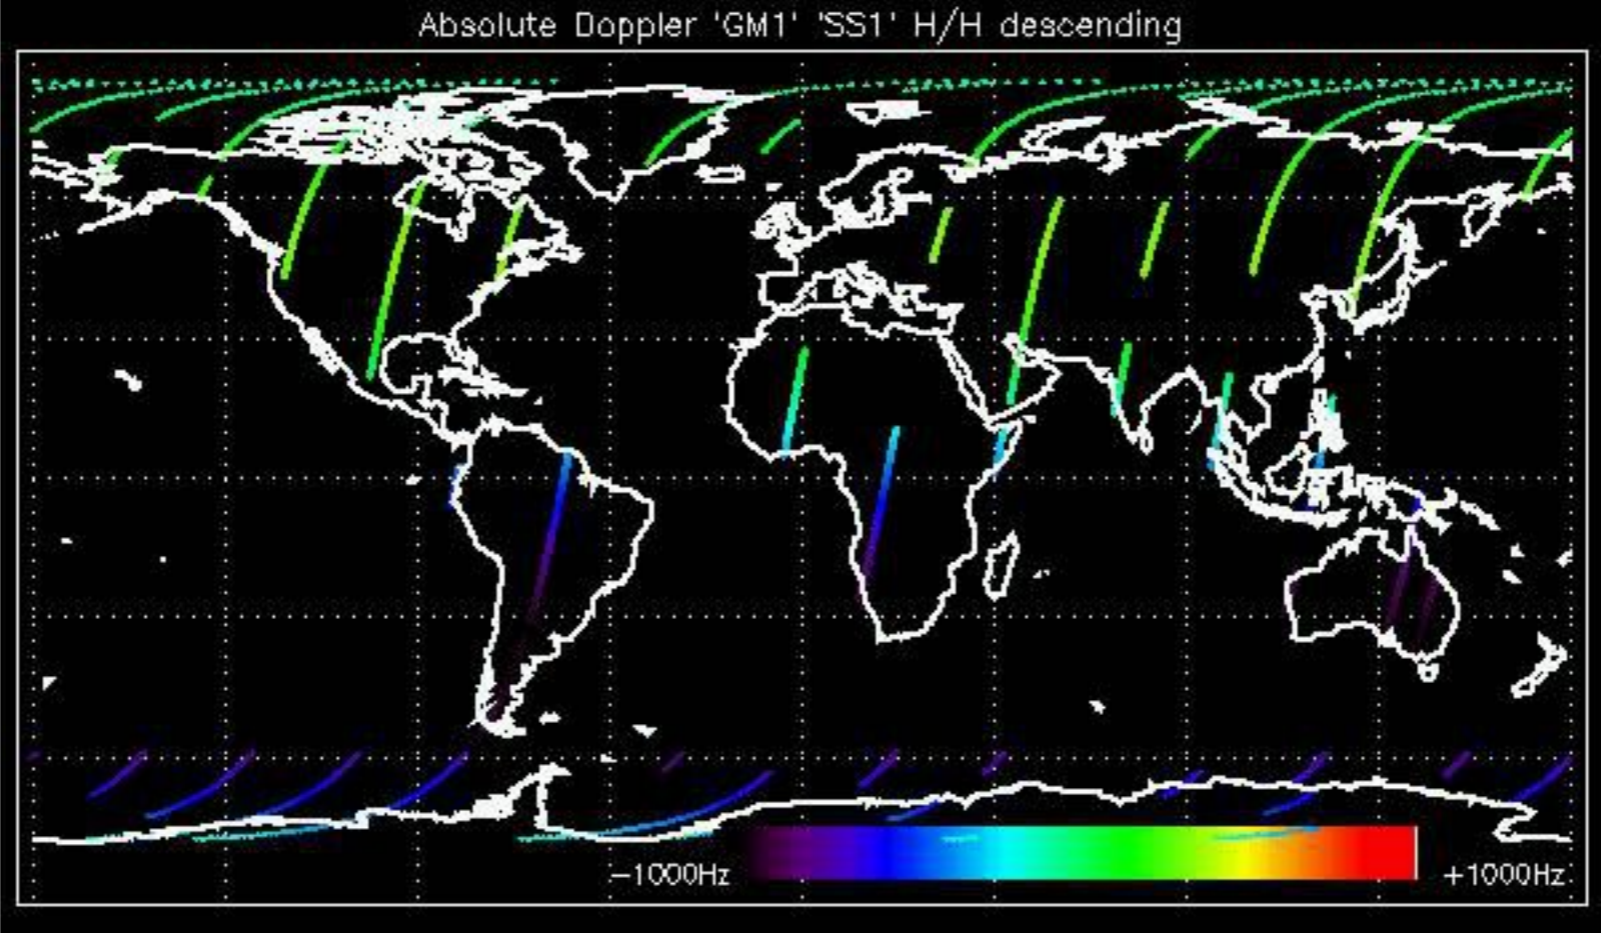 Absolute Doppler 'GM1' 'SS1' H/H descending
−1000Hz
+1000Hz